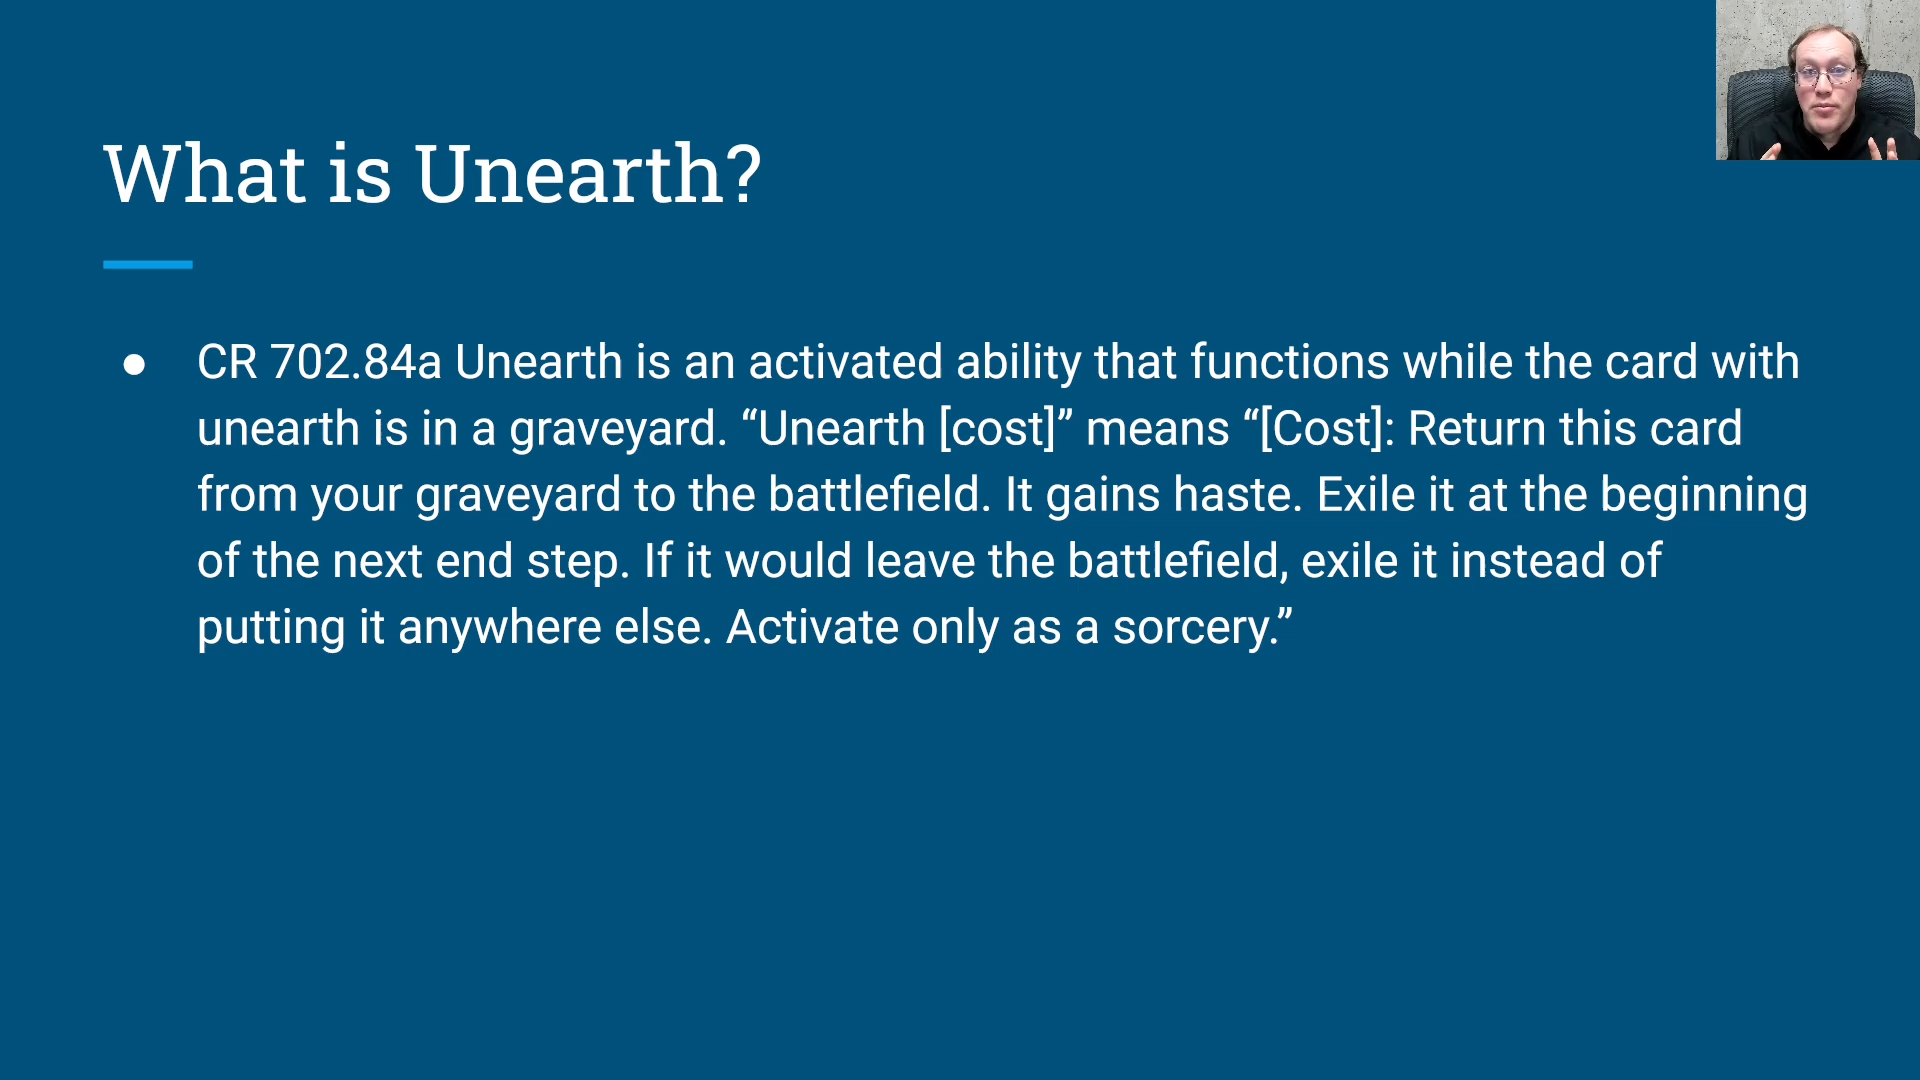 What is Unearth?
● CR 702.84a Unearth is an activated ability that functions while the card with
unearth is in a graveyard. “Unearth [cost]” means “[Cost]: Return this card
from your graveyard to the battlefield. It gains haste. Exile it at the beginning
of the next end step. If it would leave the battlefield, exile it instead of
putting it anywhere else. Activate only as a sorcery.”